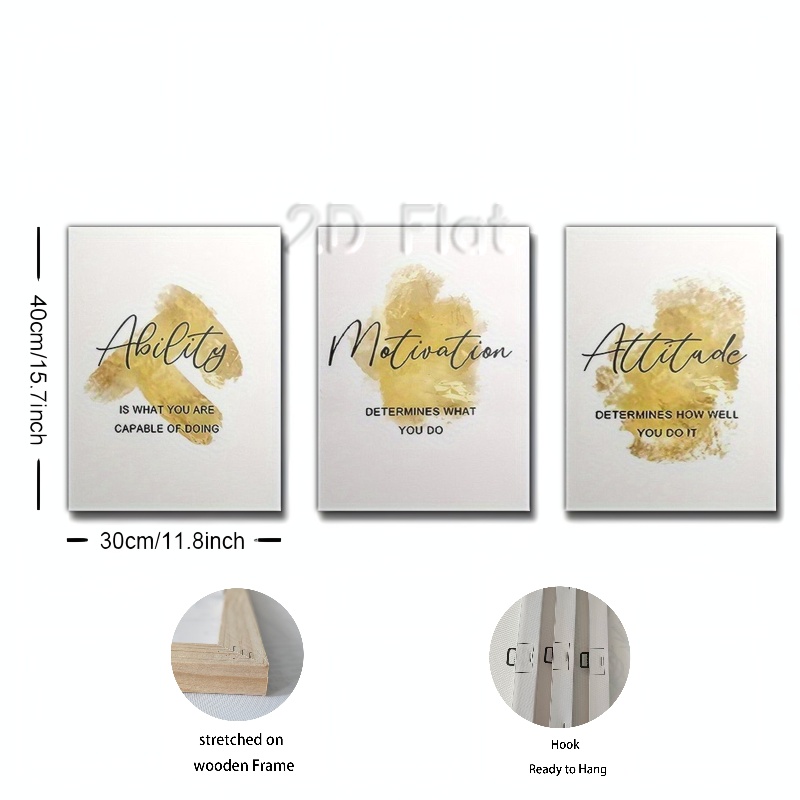 2.D Flat
40cm/15.7inch
Ability
IS WHAT YOU ARE
CAPABLE OF DOING
Motivation
DETERMINES WHAT
YOU DO
Attitude
DETERMINES HOW WELL
YOU DO IT
30cm/11.8inch
stretched on
wooden Frame
Hook
Ready to Hang